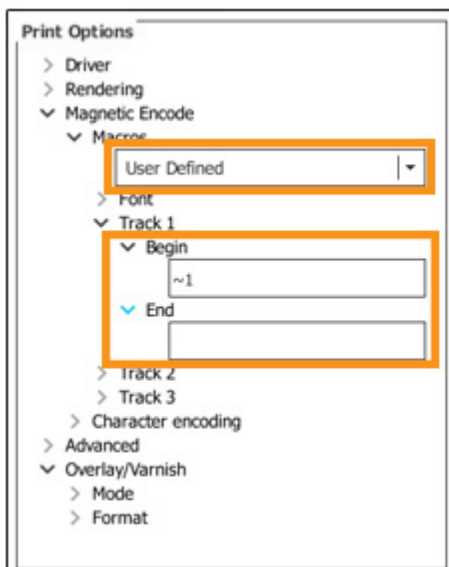 Print Options
Driver
Rendering
Magnetic Encode
Macros
User Defined
Font
Track 1
Begin
~1
End
Track 2
Track 3
Character encoding
Advanced
Overlay/Varnish
Mode
Format